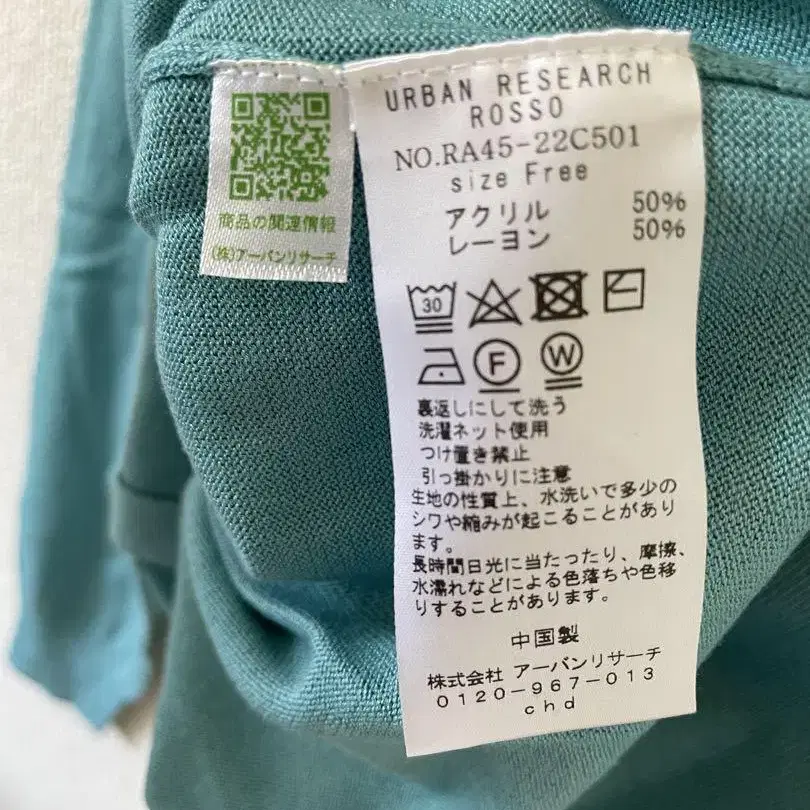 商品の関連情報
(株)アーバンリサーチ
URBAN RESEARCH
ROSSO
NO.RA45-22C501
size Free
アクリル 50%
レーヨン 50%
30
F W
裏返しにして洗う
洗濯ネット使用
つけ置き禁止
引っ掛かりに注意
生地の性質上、水洗いで多少の
シワや縮みが起こることがあり
ます。
長時間日光に当たったり、摩擦、
水濡れなどによる色落ちや色移
りすることがあります。
中国製
株式会社 アーバンリサーチ
0120-967-013
chd